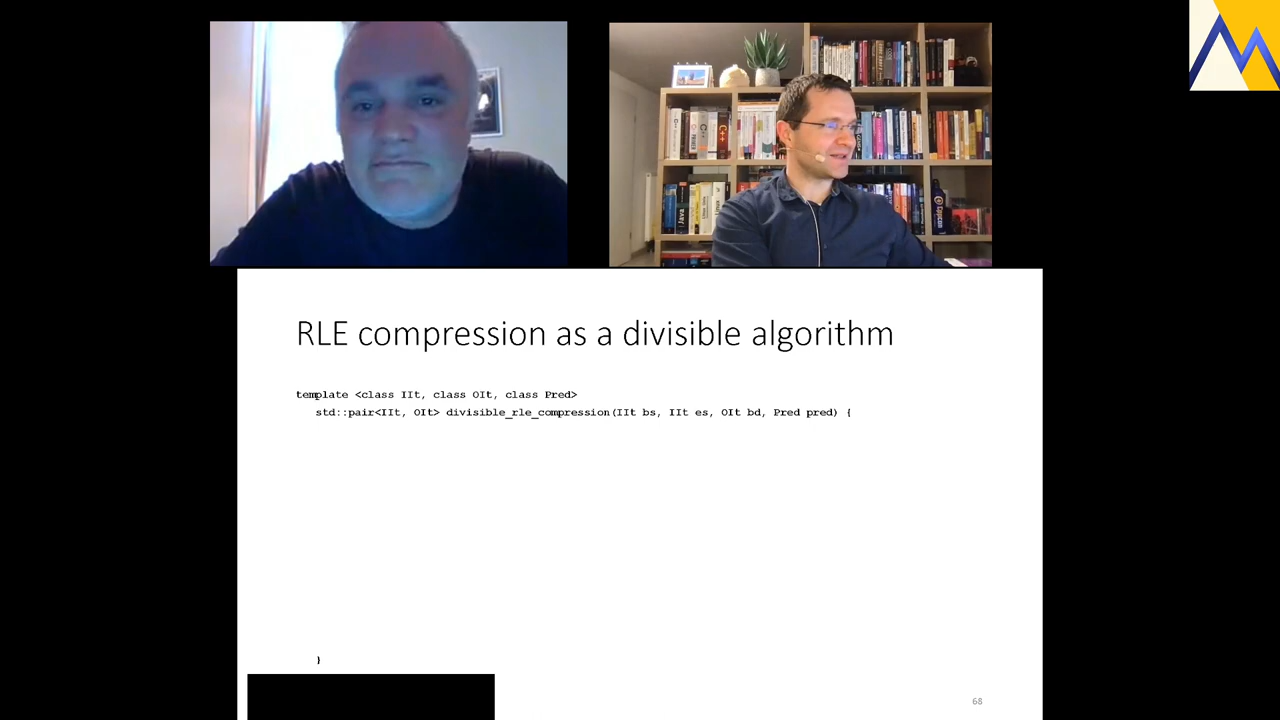 RLE compression as a divisible algorithm
template <class IIt, class OIt, class Pred>
std::pair<IIt, OIt> divisible_rle_compression(IIt bs, IIt es, OIt bd, Pred pred) {
}
68